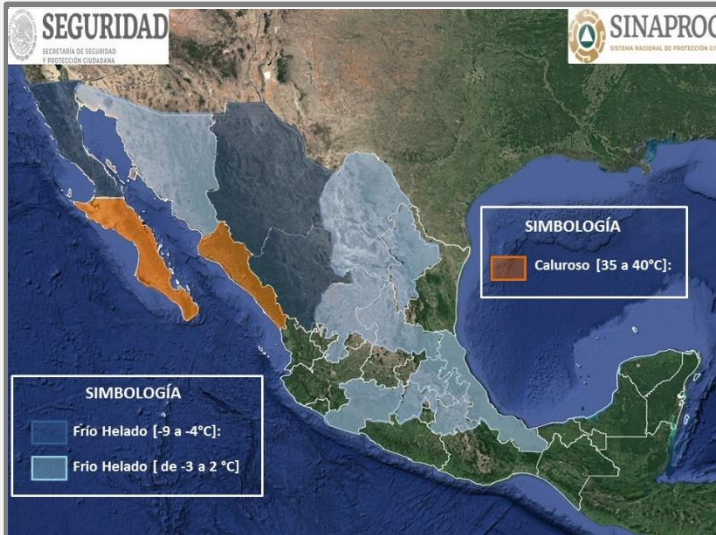 SEGURIDAD
SECRETARÍA DE SEGURIDAD
Y PROTECCIÓN CIUDADANA
SINAPROC
SISTEMA NACIONAL DE PROTECCIÓN CI
SIMBOLOGÍA
Caluroso [35 a 40°C]:
SIMBOLOGÍA
Frío Helado [-9 a -4°C]:
Frio Helado [ de -3 a 2 °C]